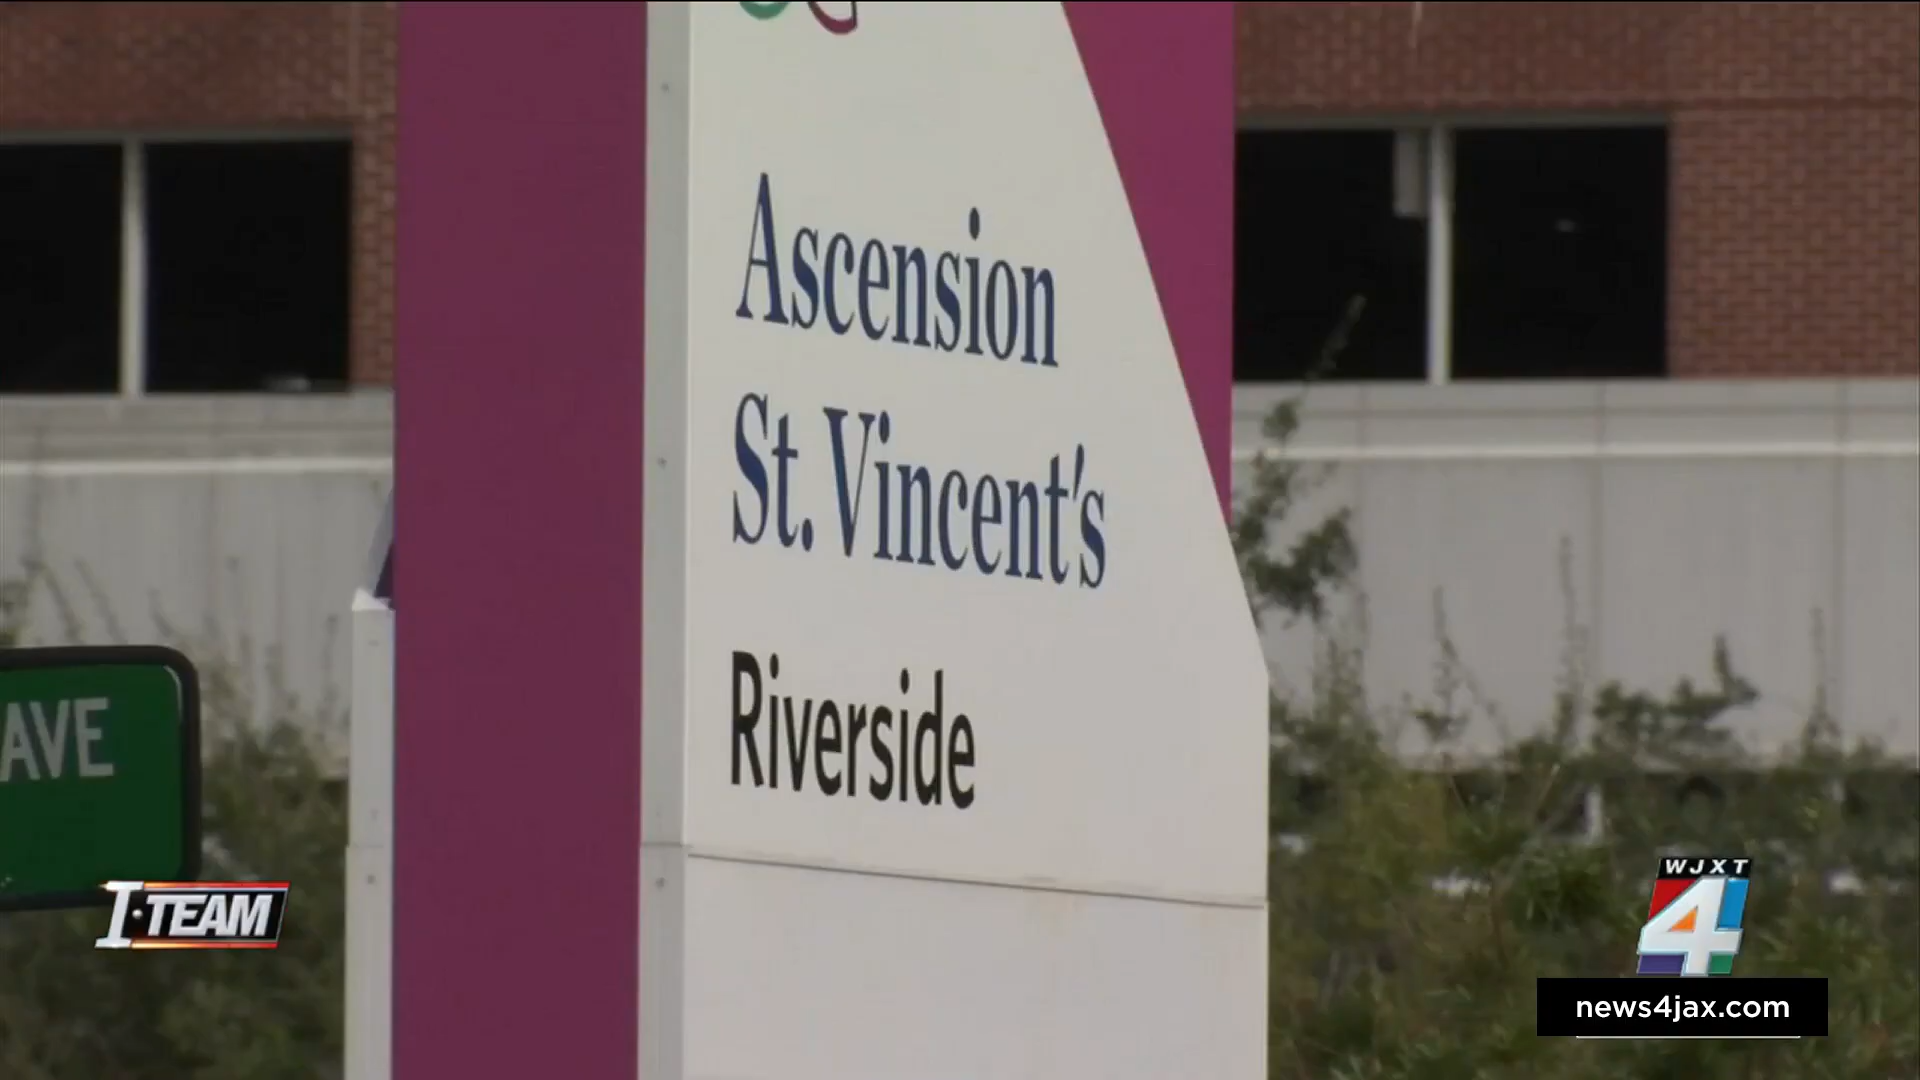 Ascension
St. Vincent's
Riverside
AVE
I-TEAM
WJXT
4
news4jax.com